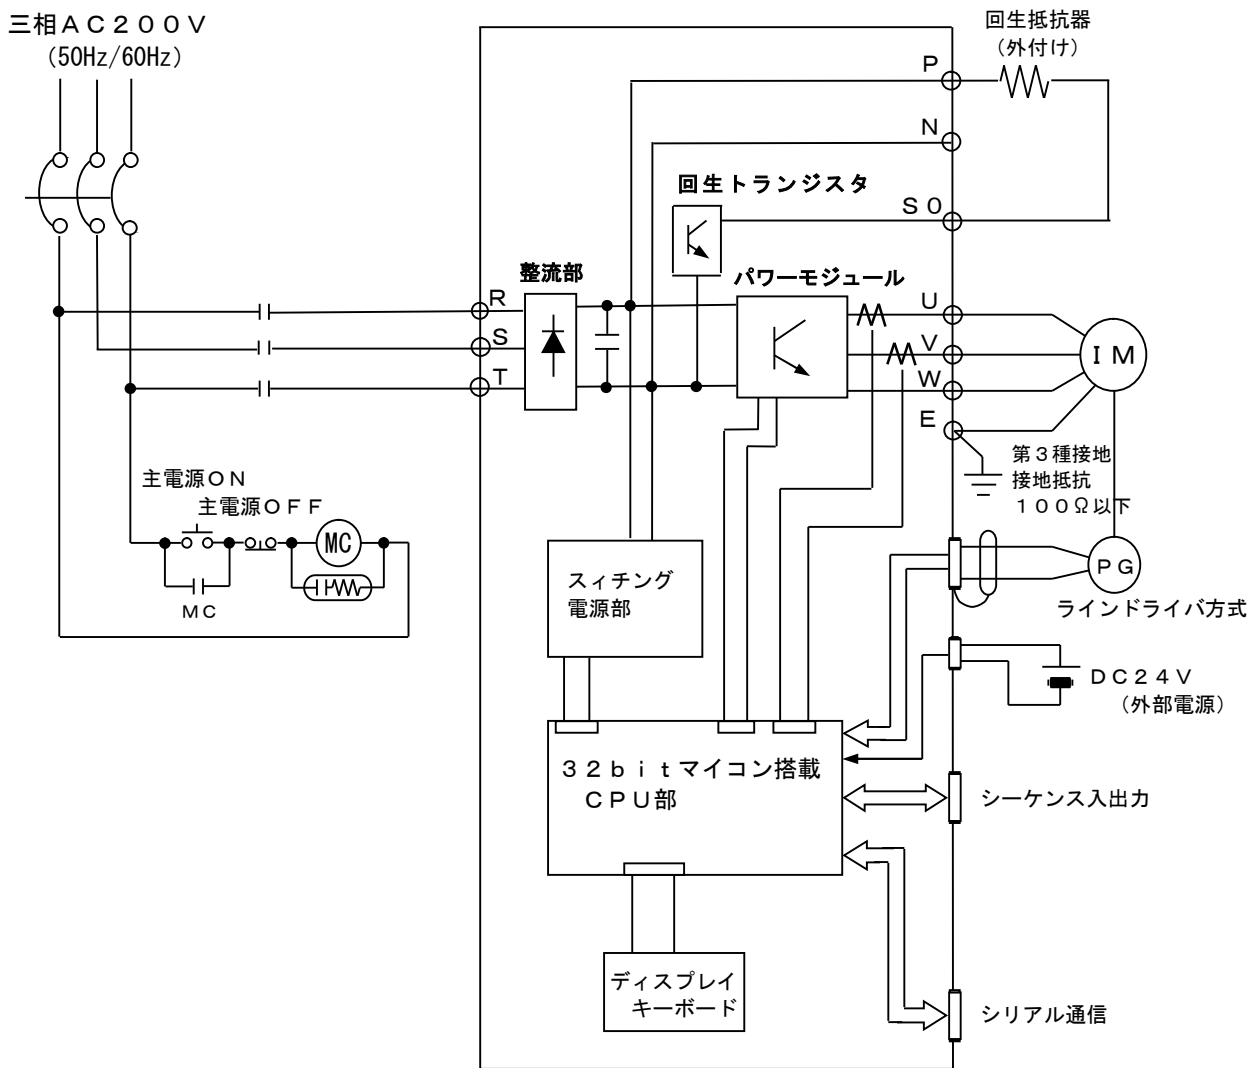 三相ＡＣ２００Ｖ
(50Hz/60Hz)
回生抵抗器
（外付け）
Ｐ
Ｎ
回生トランジスタ
Ｓ０
整流部
パワーモジュール
Ｒ
Ｓ
Ｔ
Ｕ
Ｖ
Ｗ
Ｅ
ＩＭ
第３種接地
接地抵抗
１００Ω以下
主電源ＯＮ
主電源ＯＦＦ
MC
ＭＣ
ＰＧ
ラインドライバ方式
スィチング
電源部
ＤＣ２４Ｖ
（外部電源）
３２ｂｉｔマイコン搭載
ＣＰＵ部
シーケンス入出力
ディスプレイ
キーボード
シリアル通信